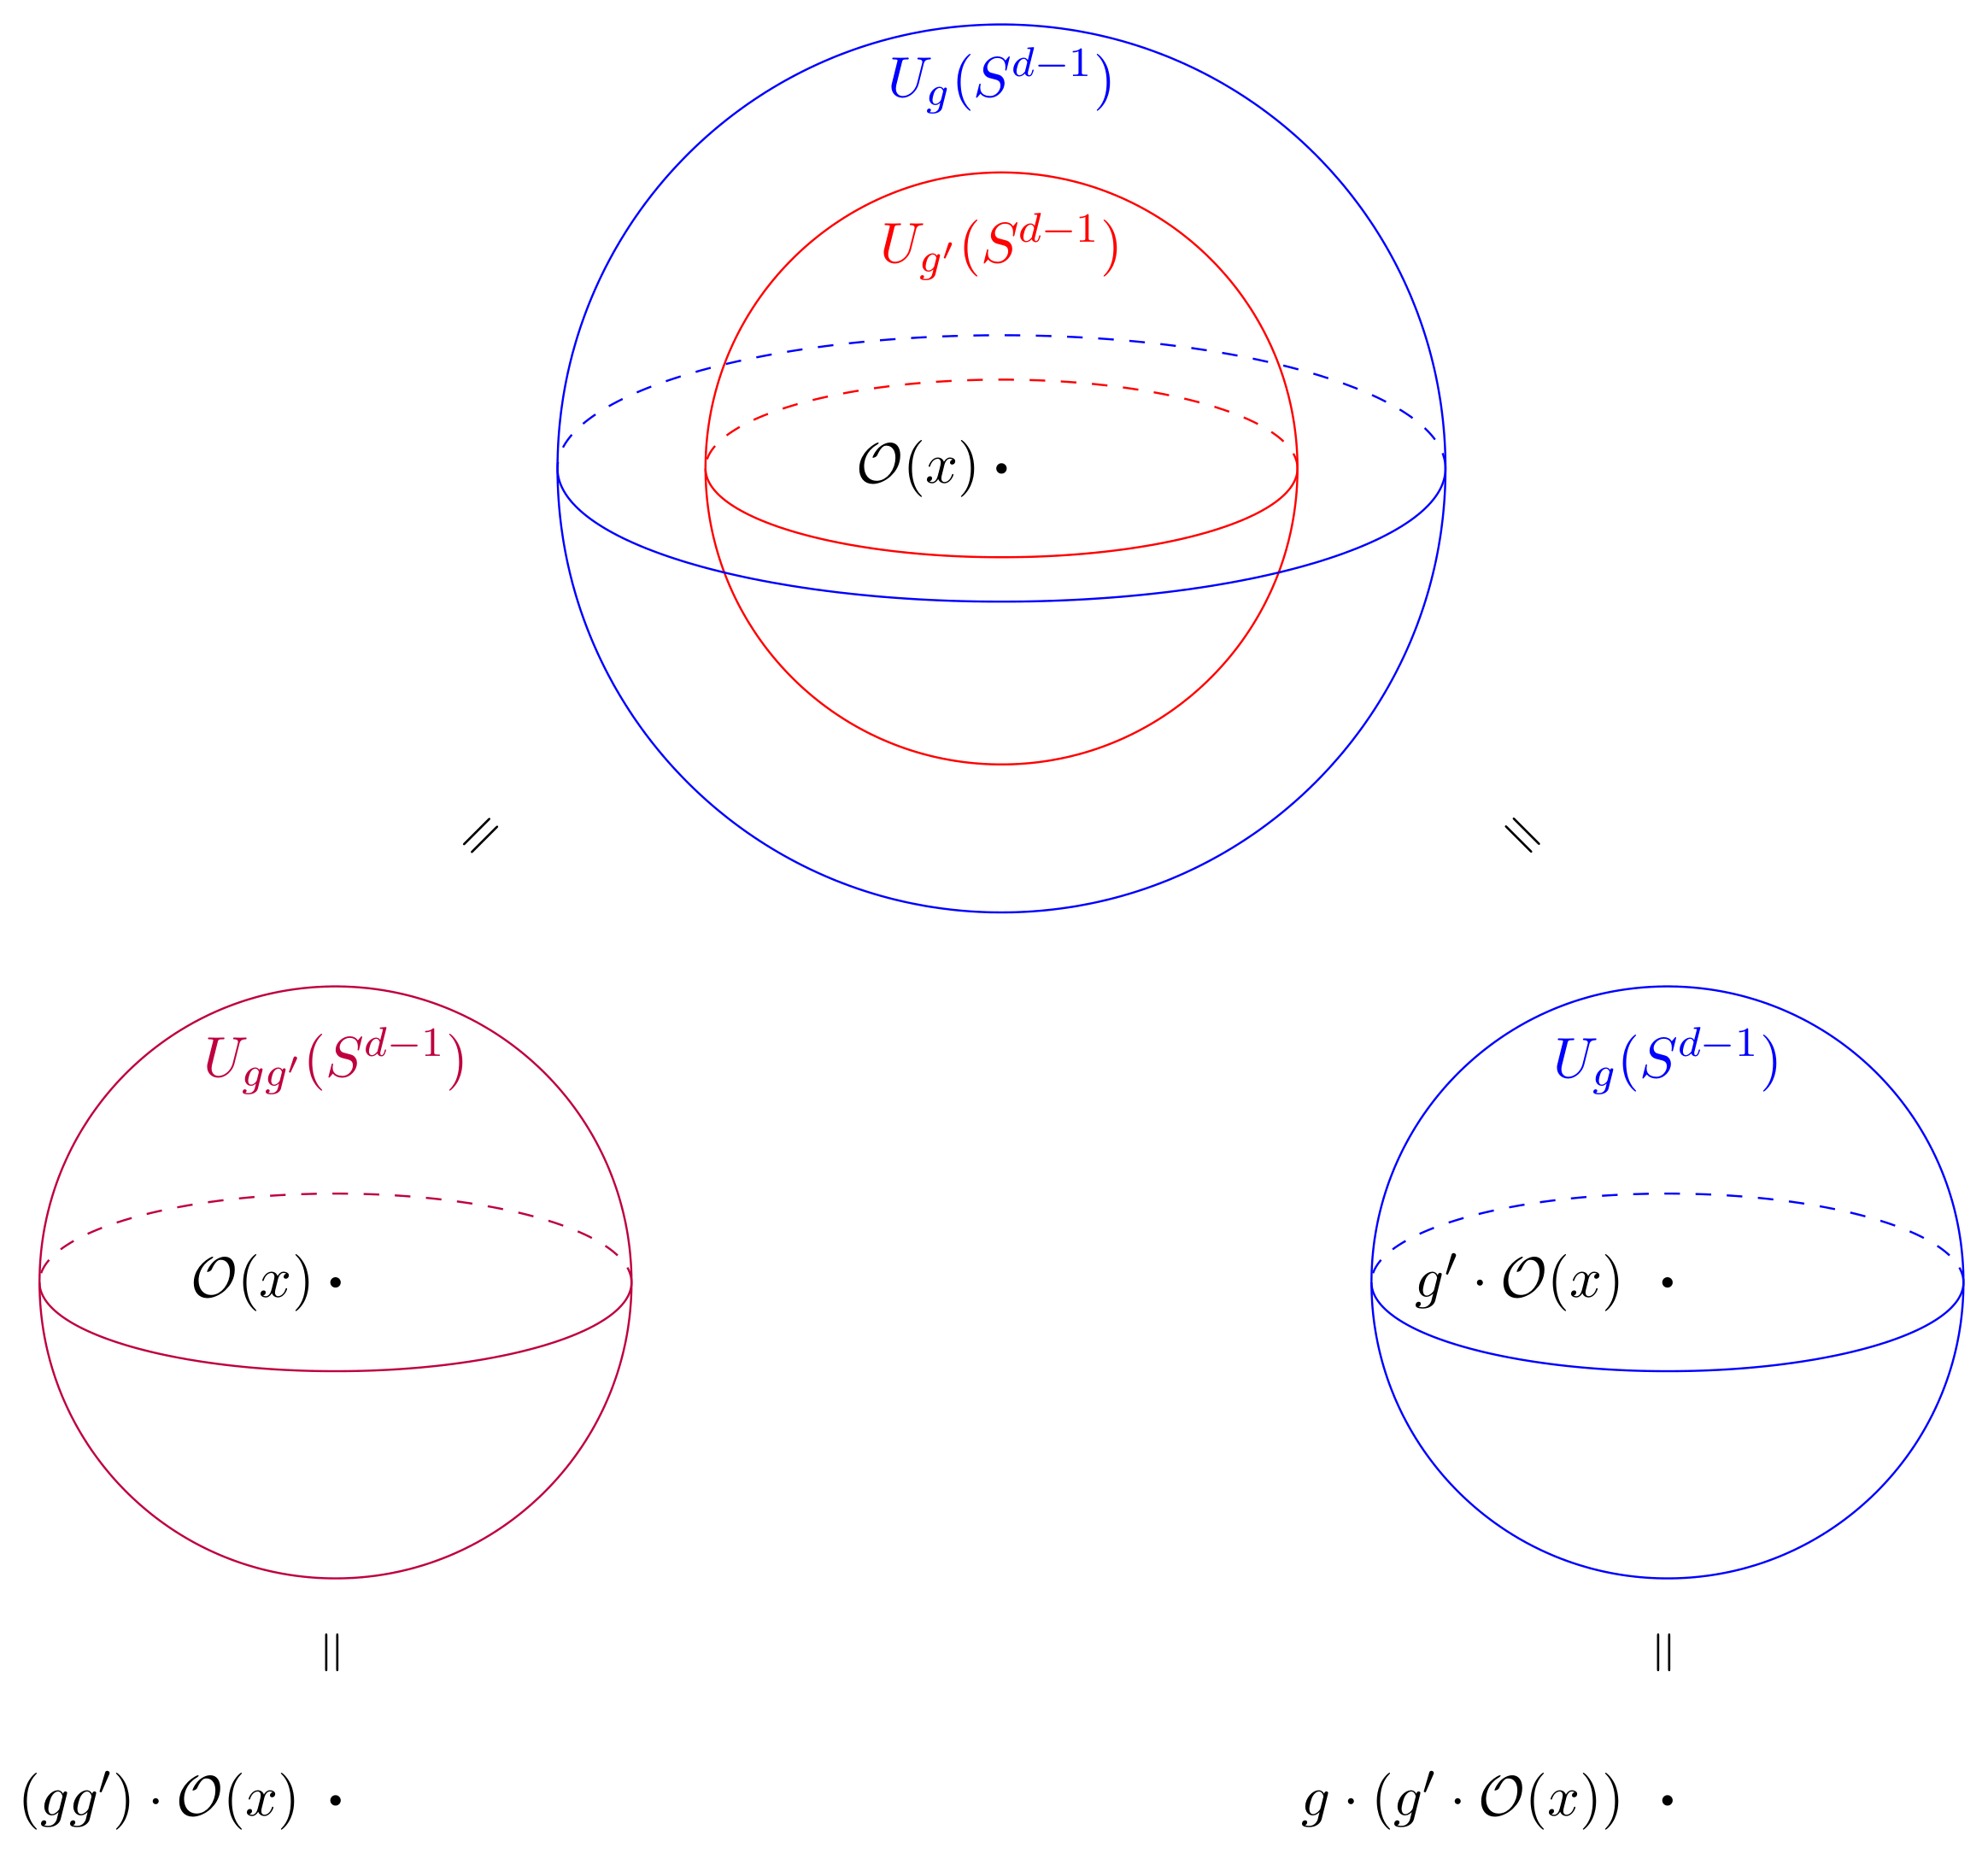 U_g(S^{d−1})
U_{g′}(S^{d−1})
𝒪(x) •
=
=
U_{gg′}(S^{d−1})
U_g(S^{d−1})
𝒪(x) •
g′ · 𝒪(x) •
=
=
(gg′) · 𝒪(x) •
g · (g′ · 𝒪(x)) •